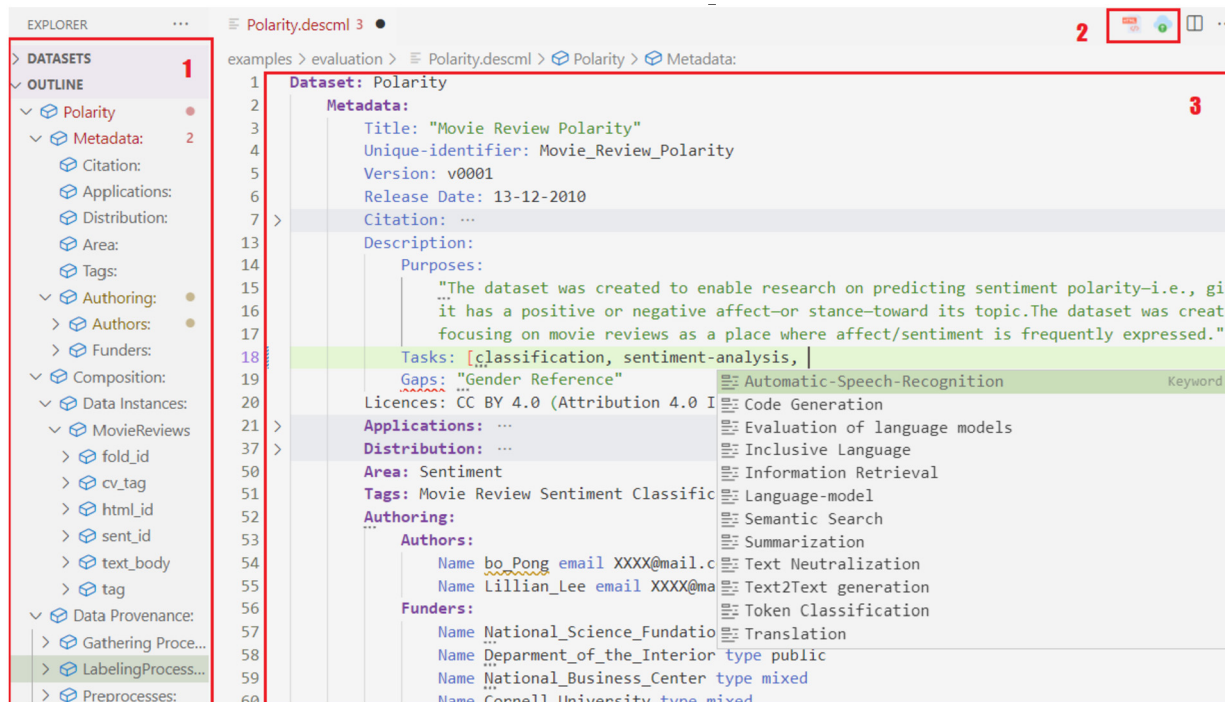 EXPLORER ···
Polarity.descml 3 ●
2
HTML
1
DATASETS
OUTLINE
Polarity
Metadata: 2
Citation:
Applications:
Distribution:
Area:
Tags:
Authoring:
Authors:
Funders:
Composition:
Data Instances:
MovieReviews
fold_id
cv_tag
html_id
sent_id
text_body
tag
Data Provenance:
Gathering Proce...
LabelingProcess...
Preprocesses:
examples > evaluation > Polarity.descml > Polarity > Metadata:
3
1 Dataset: Polarity
2 Metadata:
3 Title: "Movie Review Polarity"
4 Unique-identifier: Movie_Review_Polarity
5 Version: v0001
6 Release Date: 13-12-2010
7 > Citation: ···
13 Description:
14 Purposes:
15 "The dataset was created to enable research on predicting sentiment polarity—i.e., gi
16 it has a positive or negative affect—or stance—toward its topic.The dataset was creat
17 focusing on movie reviews as a place where affect/sentiment is frequently expressed."
18 Tasks: [classification, sentiment-analysis,
19 Gaps: "Gender Reference"
20 Licences: CC BY 4.0 (Attribution 4.0 I
21 > Applications: ···
37 > Distribution: ···
50 Area: Sentiment
51 Tags: Movie Review Sentiment Classific
52 Authoring:
53 Authors:
54 Name bo_Pong email XXXX@mail.c
55 Name Lillian_Lee email XXXX@ma
56 Funders:
57 Name National_Science_Fundatio
58 Name Deparment_of_the_Interior type public
59 Name National_Business_Center type mixed
60 Name Cornell_University type mixed
Automatic-Speech-Recognition Keyword
Code Generation
Evaluation of language models
Inclusive Language
Information Retrieval
Language-model
Semantic Search
Summarization
Text Neutralization
Text2Text generation
Token Classification
Translation